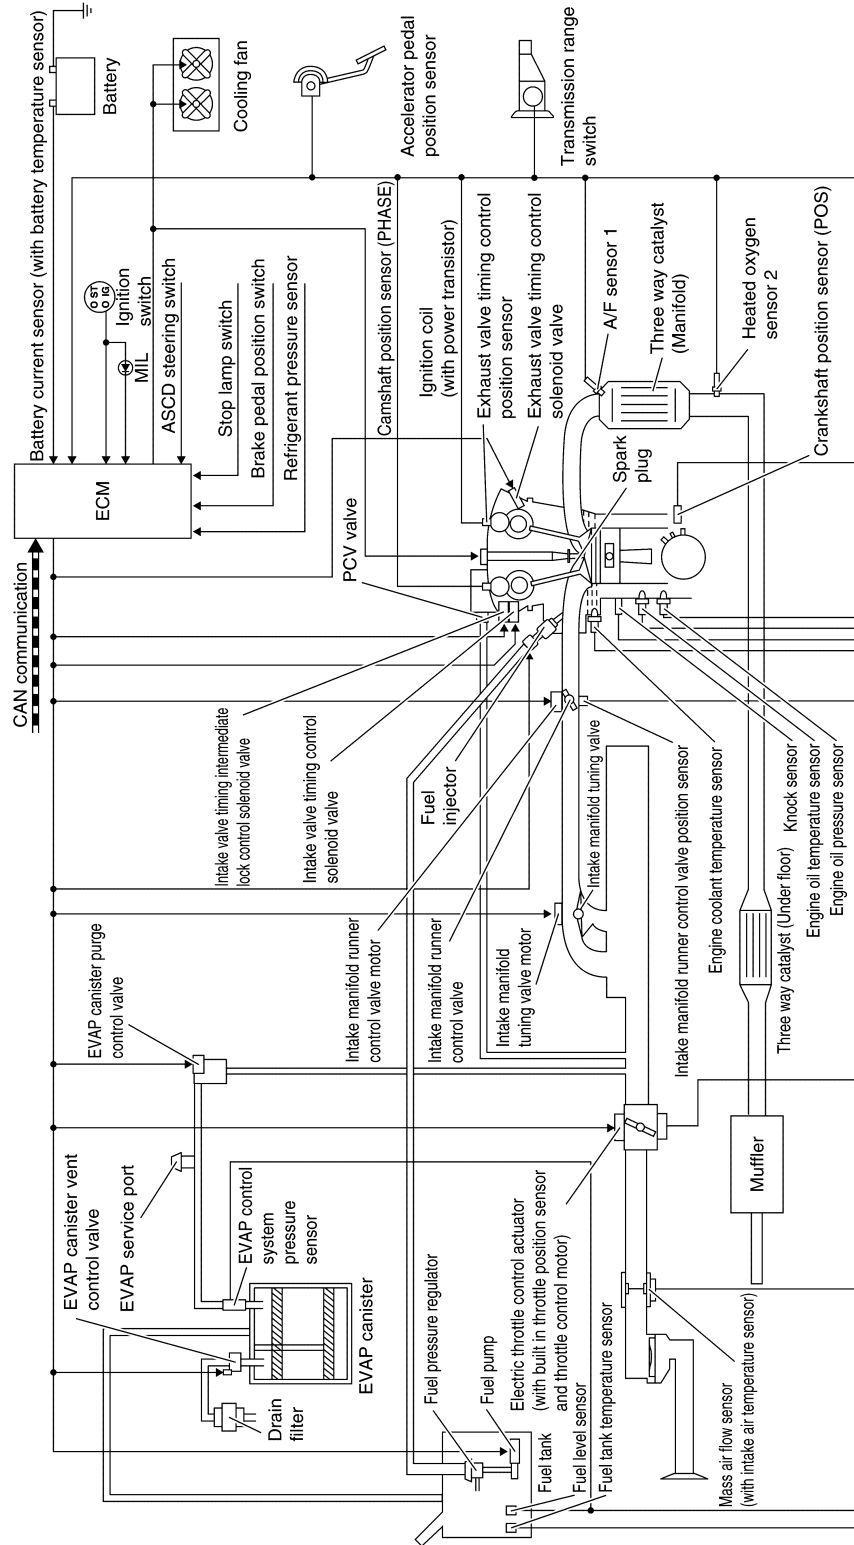 Battery current sensor (with battery temperature sensor)
Battery
Cooling fan
Accelerator pedal
position sensor
Transmission range
switch
ST
IG
Ignition
switch
MIL
ASCD steering switch
Stop lamp switch
Brake pedal position switch
Refrigerant pressure sensor
Camshaft position sensor (PHASE)
Ignition coil
(with power transistor)
Exhaust valve timing control
position sensor
Exhaust valve timing control
solenoid valve
A/F sensor 1
Three way catalyst
(Manifold)
Heated oxygen
sensor 2
Crankshaft position sensor (POS)
Spark
plug
ECM
CAN communication
PCV valve
Intake valve timing intermediate
lock control solenoid valve
Intake valve timing control
solenoid valve
Fuel
injector
Intake manifold runner
control valve motor
Intake manifold runner
control valve
Intake manifold
tuning valve motor
Intake manifold tuning valve
Intake manifold runner control valve position sensor
Engine coolant temperature sensor
Knock sensor
Engine oil temperature sensor
Engine oil pressure sensor
Three way catalyst (Under floor)
EVAP canister purge
control valve
EVAP canister vent
control valve
EVAP service port
EVAP control
system
pressure
sensor
EVAP canister
Drain
filter
Fuel pressure regulator
Fuel pump
Electric throttle control actuator
(with built in throttle position sensor
and throttle control motor)
Fuel tank
Fuel level sensor
Fuel tank temperature sensor
Mass air flow sensor
(with intake air temperature sensor)
Muffler